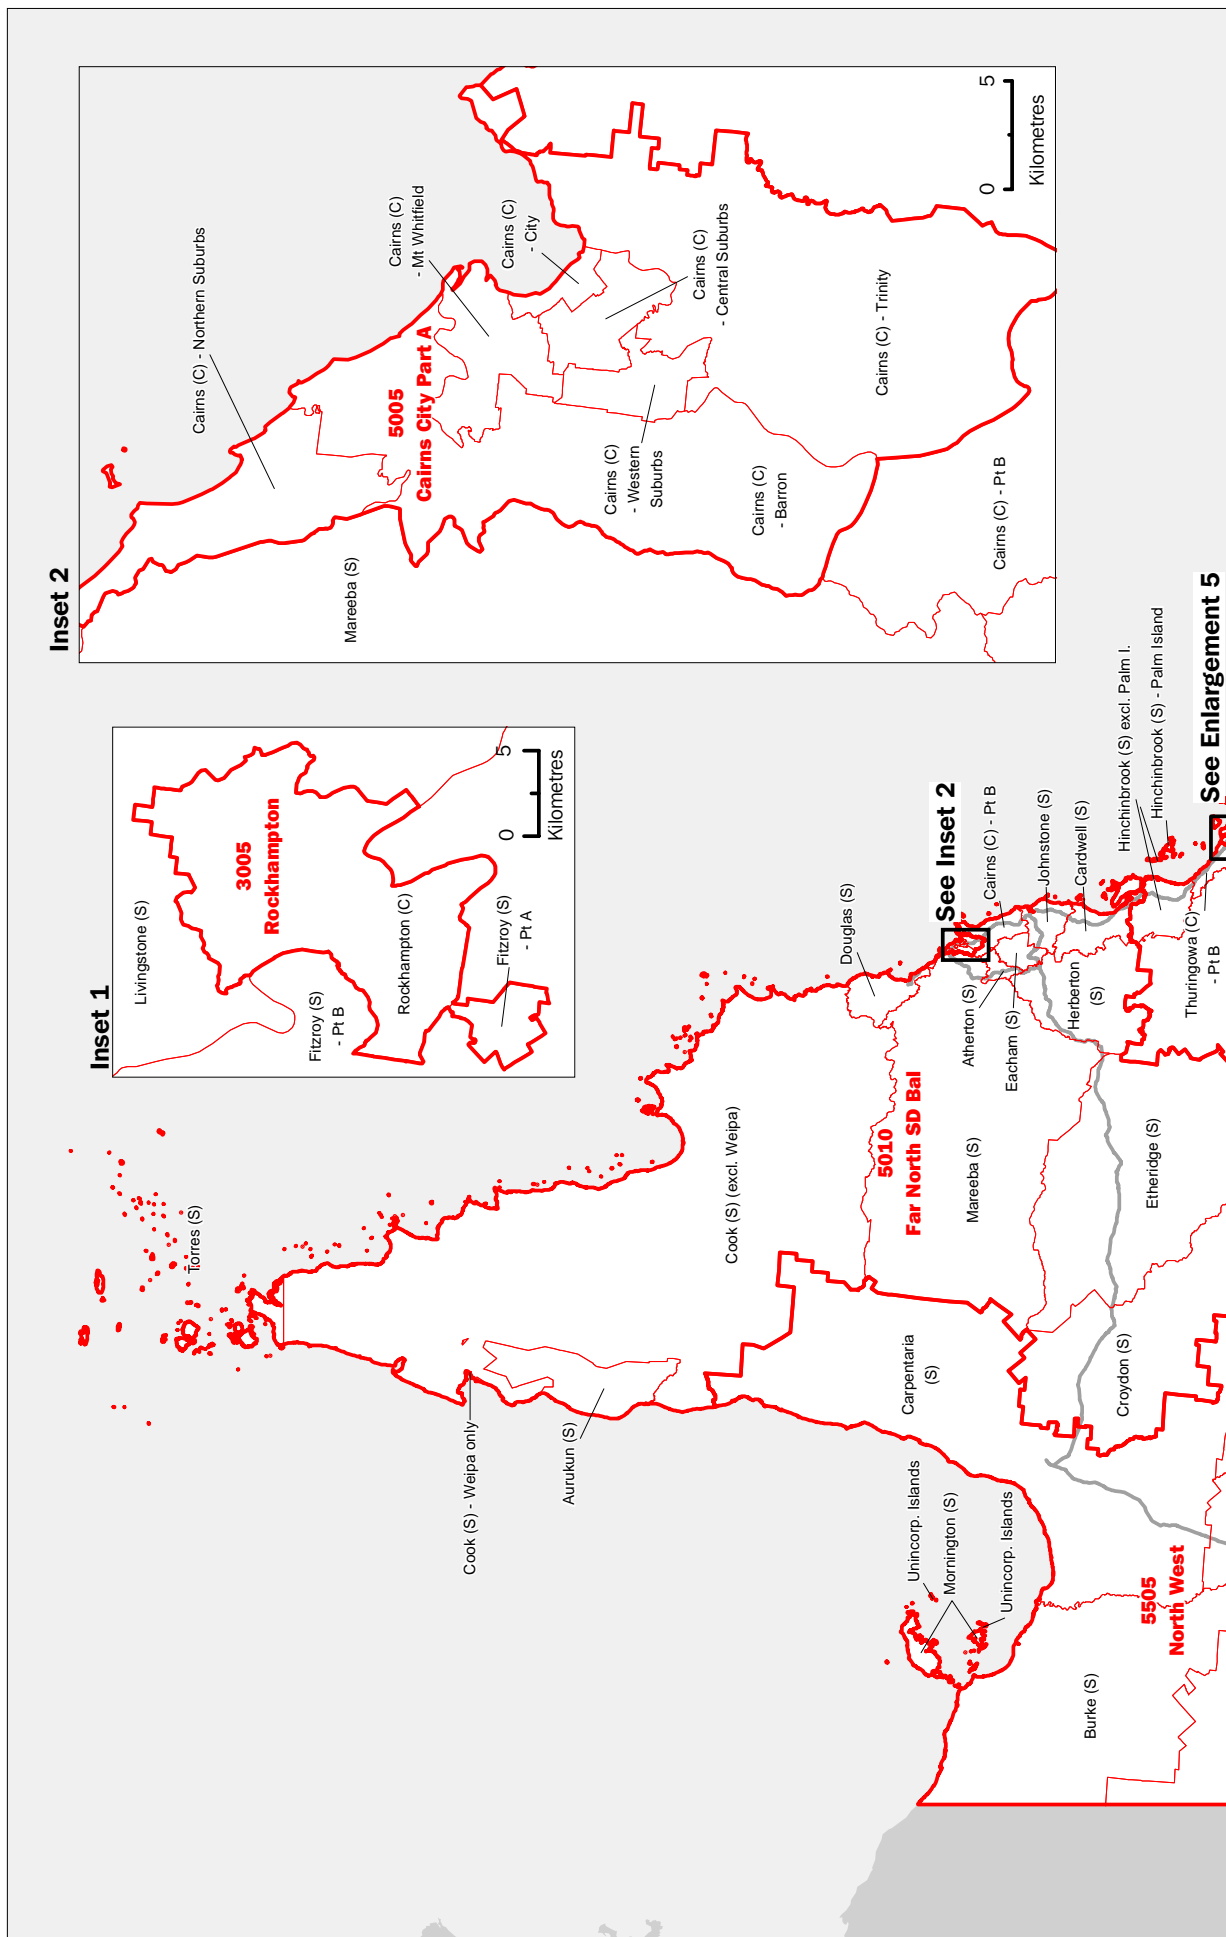 Inset 2
Cairns (C) - Northern Suburbs
Cairns (C)
- Mt Whitfield
Cairns (C)
- City
5005
Cairns City Part A
Mareeba (S)
Cairns (C)
- Central Suburbs
Cairns (C)
- Western
Suburbs
Cairns (C)
- Barron
Cairns (C) - Trinity
Cairns (C) - Pt B
0
5
Kilometres
Inset 1
Livingstone (S)
3005
Rockhampton
Fitzroy (S)
- Pt B
Rockhampton (C)
Fitzroy (S)
- Pt A
0
5
Kilometres
Torres (S)
Cook (S) - Weipa only
Aurukun (S)
Cook (S) (excl. Weipa)
Douglas (S)
See Inset 2
5010
Far North SD Bal
Mareeba (S)
Carpentaria
(S)
Atherton (S)
Eacham (S)
Cairns (C) - Pt B
Johnstone (S)
Cardwell (S)
Herberton
(S)
Hinchinbrook (S) excl. Palm I.
Hinchinbrook (S) - Palm Island
Unincorp. Islands
Mornington (S)
Unincorp. Islands
Croydon (S)
Etheridge (S)
Thuringowa (C)
- Pt B
See Enlargement 5
Burke (S)
5505
North West